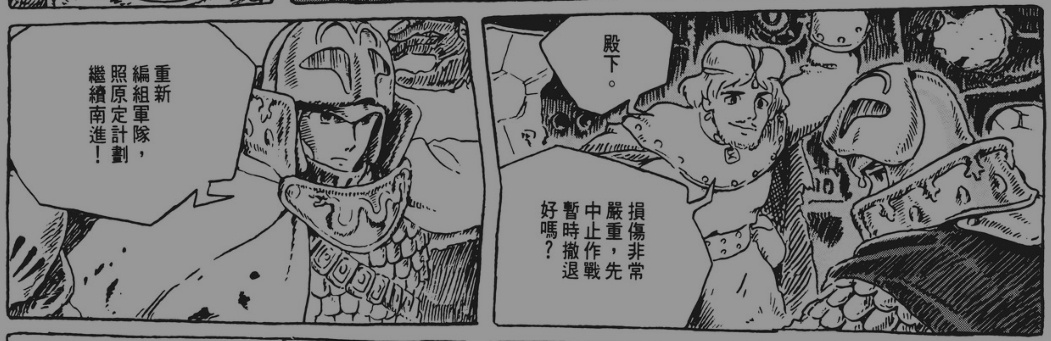 殿下。
損傷非常
嚴重，先
中止作戰
暫時撤退
好嗎？
重新
編組軍隊，
照原定計劃
繼續南進！